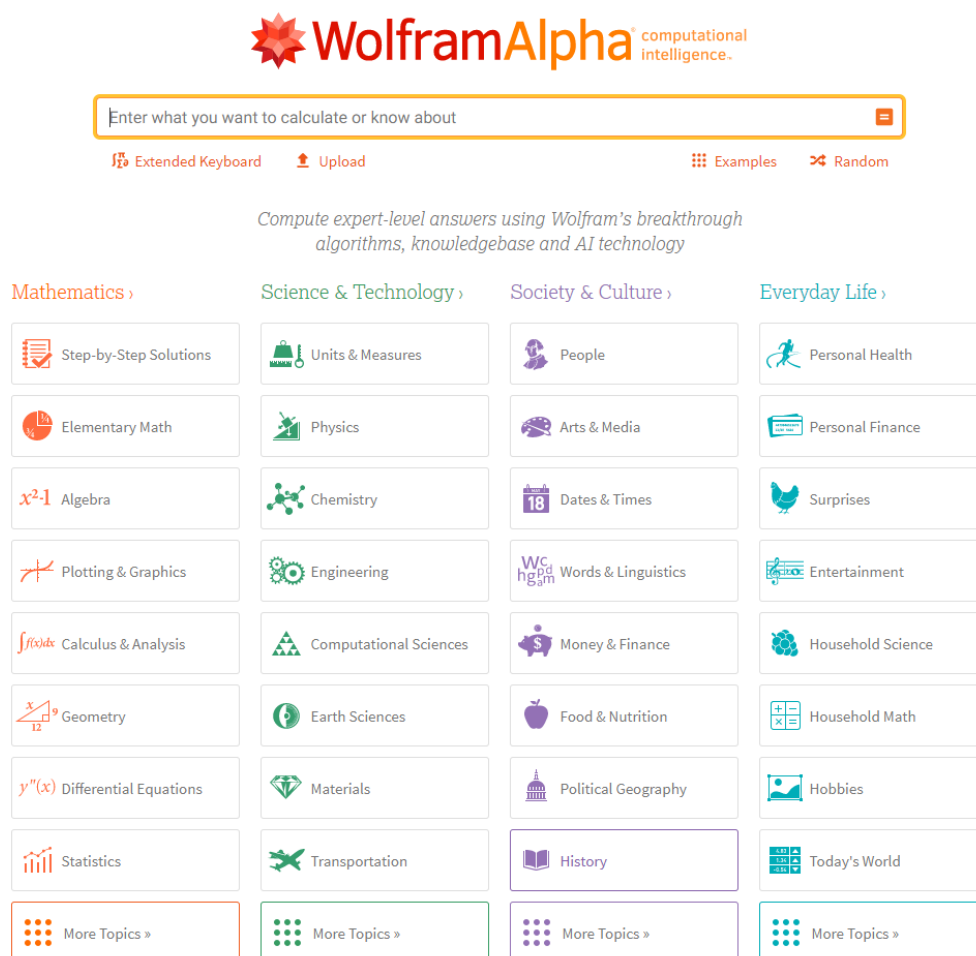 WolframAlpha computational
intelligence™
Enter what you want to calculate or know about
Extended Keyboard Upload Examples Random
Compute expert-level answers using Wolfram's breakthrough
algorithms, knowledgebase and AI technology
Mathematics ›
Step-by-Step Solutions
Elementary Math
x²-1 Algebra
Plotting & Graphics
∫f(x)dx Calculus & Analysis
x 9 12 Geometry
y″(x) Differential Equations
Statistics
More Topics »
Science & Technology ›
Units & Measures
Physics
Chemistry
Engineering
Computational Sciences
Earth Sciences
Materials
Transportation
More Topics »
Society & Culture ›
People
Arts & Media
18 Dates & Times
Words & Linguistics
$ Money & Finance
Food & Nutrition
Political Geography
History
More Topics »
Everyday Life ›
Personal Health
Personal Finance
Surprises
Entertainment
Household Science
+ − × = Household Math
Hobbies
Today's World
More Topics »